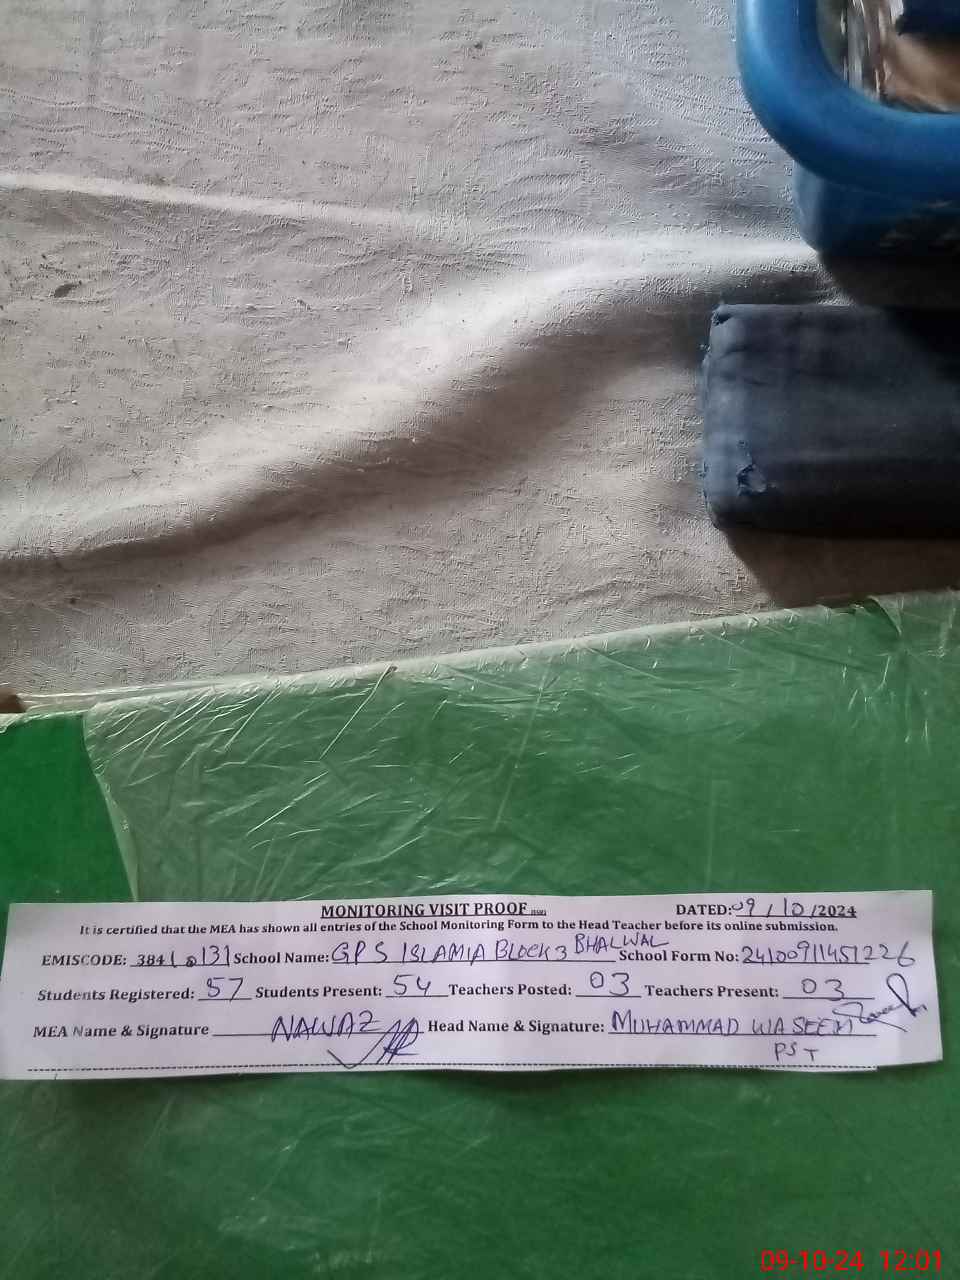 MONITORING VISIT PROOF
DATED: 09/10/2024
It is certified that the MEA has shown all entries of the School Monitoring Form to the Head Teacher before its online submission.
EMISCODE: 3841 0131 School Name: GPS ISLAMIA BLOCK 3 BHALWAL School Form No: 24100911451226
Students Registered: 57 Students Present: 54 Teachers Posted: 03 Teachers Present: 03
MEA Name & Signature NAWAZ Head Name & Signature: MUHAMMAD WASEEM
PST
09-10-24 12:01